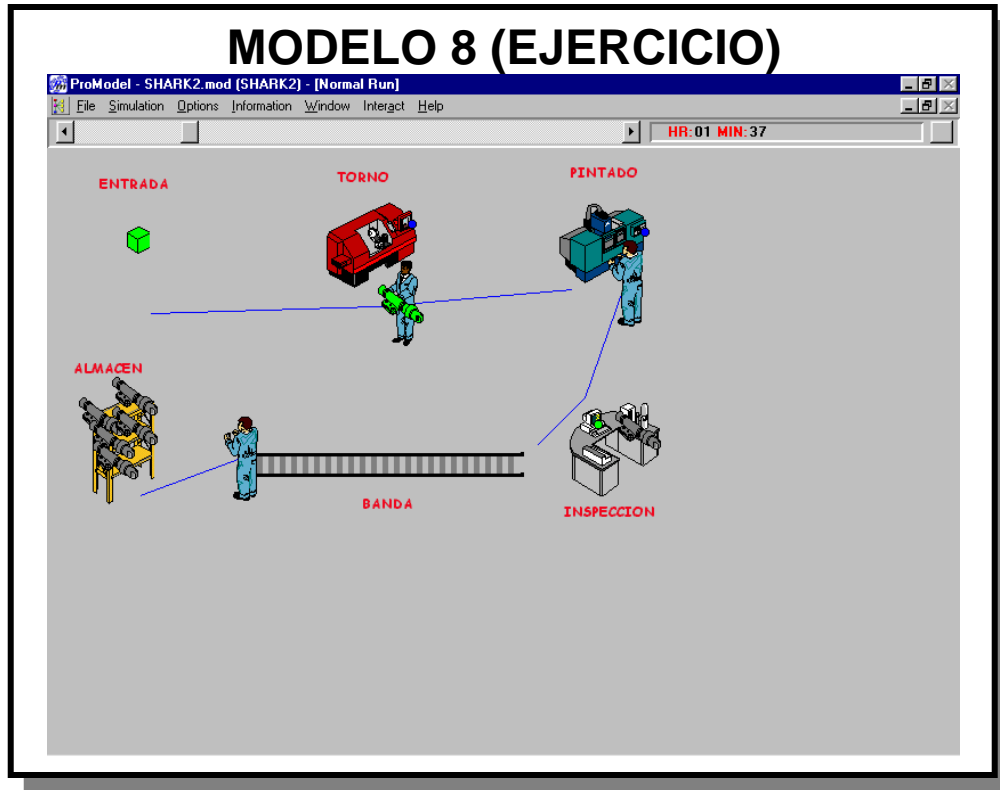 MODELO 8 (EJERCICIO)
ProModel - SHARK2.mod (SHARK2) - [Normal Run]
File Simulation Options Information Window Interact Help
HR:01 MIN:37
ENTRADA
TORNO
PINTADO
ALMACEN
BANDA
INSPECCION